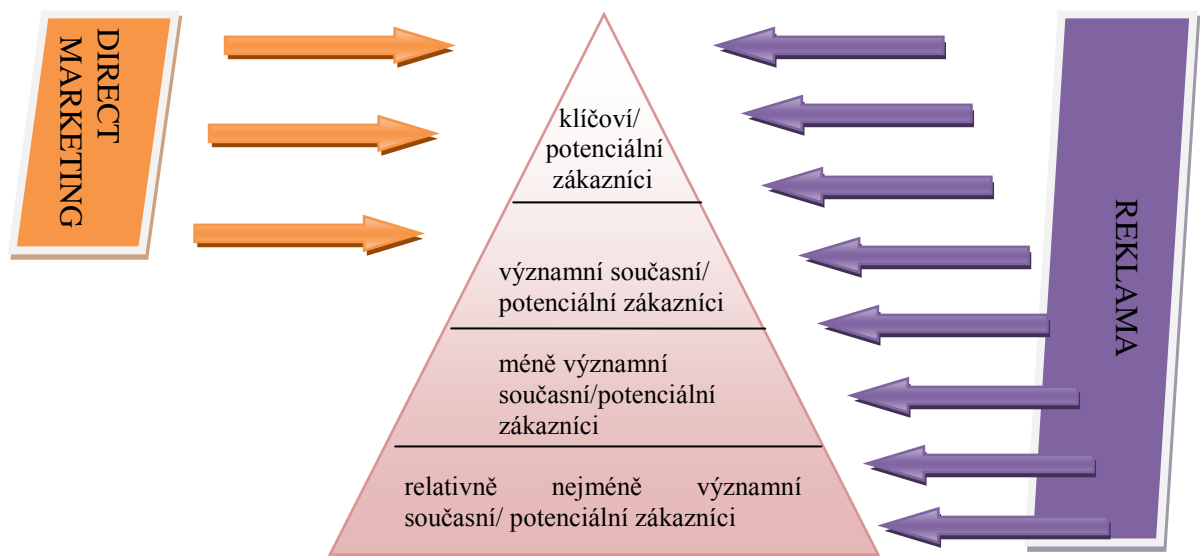 DIRECT
MARKETING
klíčoví/
potenciální
zákazníci
významní současní/
potenciální zákazníci
méně významní
současní/potenciální
zákazníci
relativně nejméně významní
současní/ potenciální zákazníci
REKLAMA